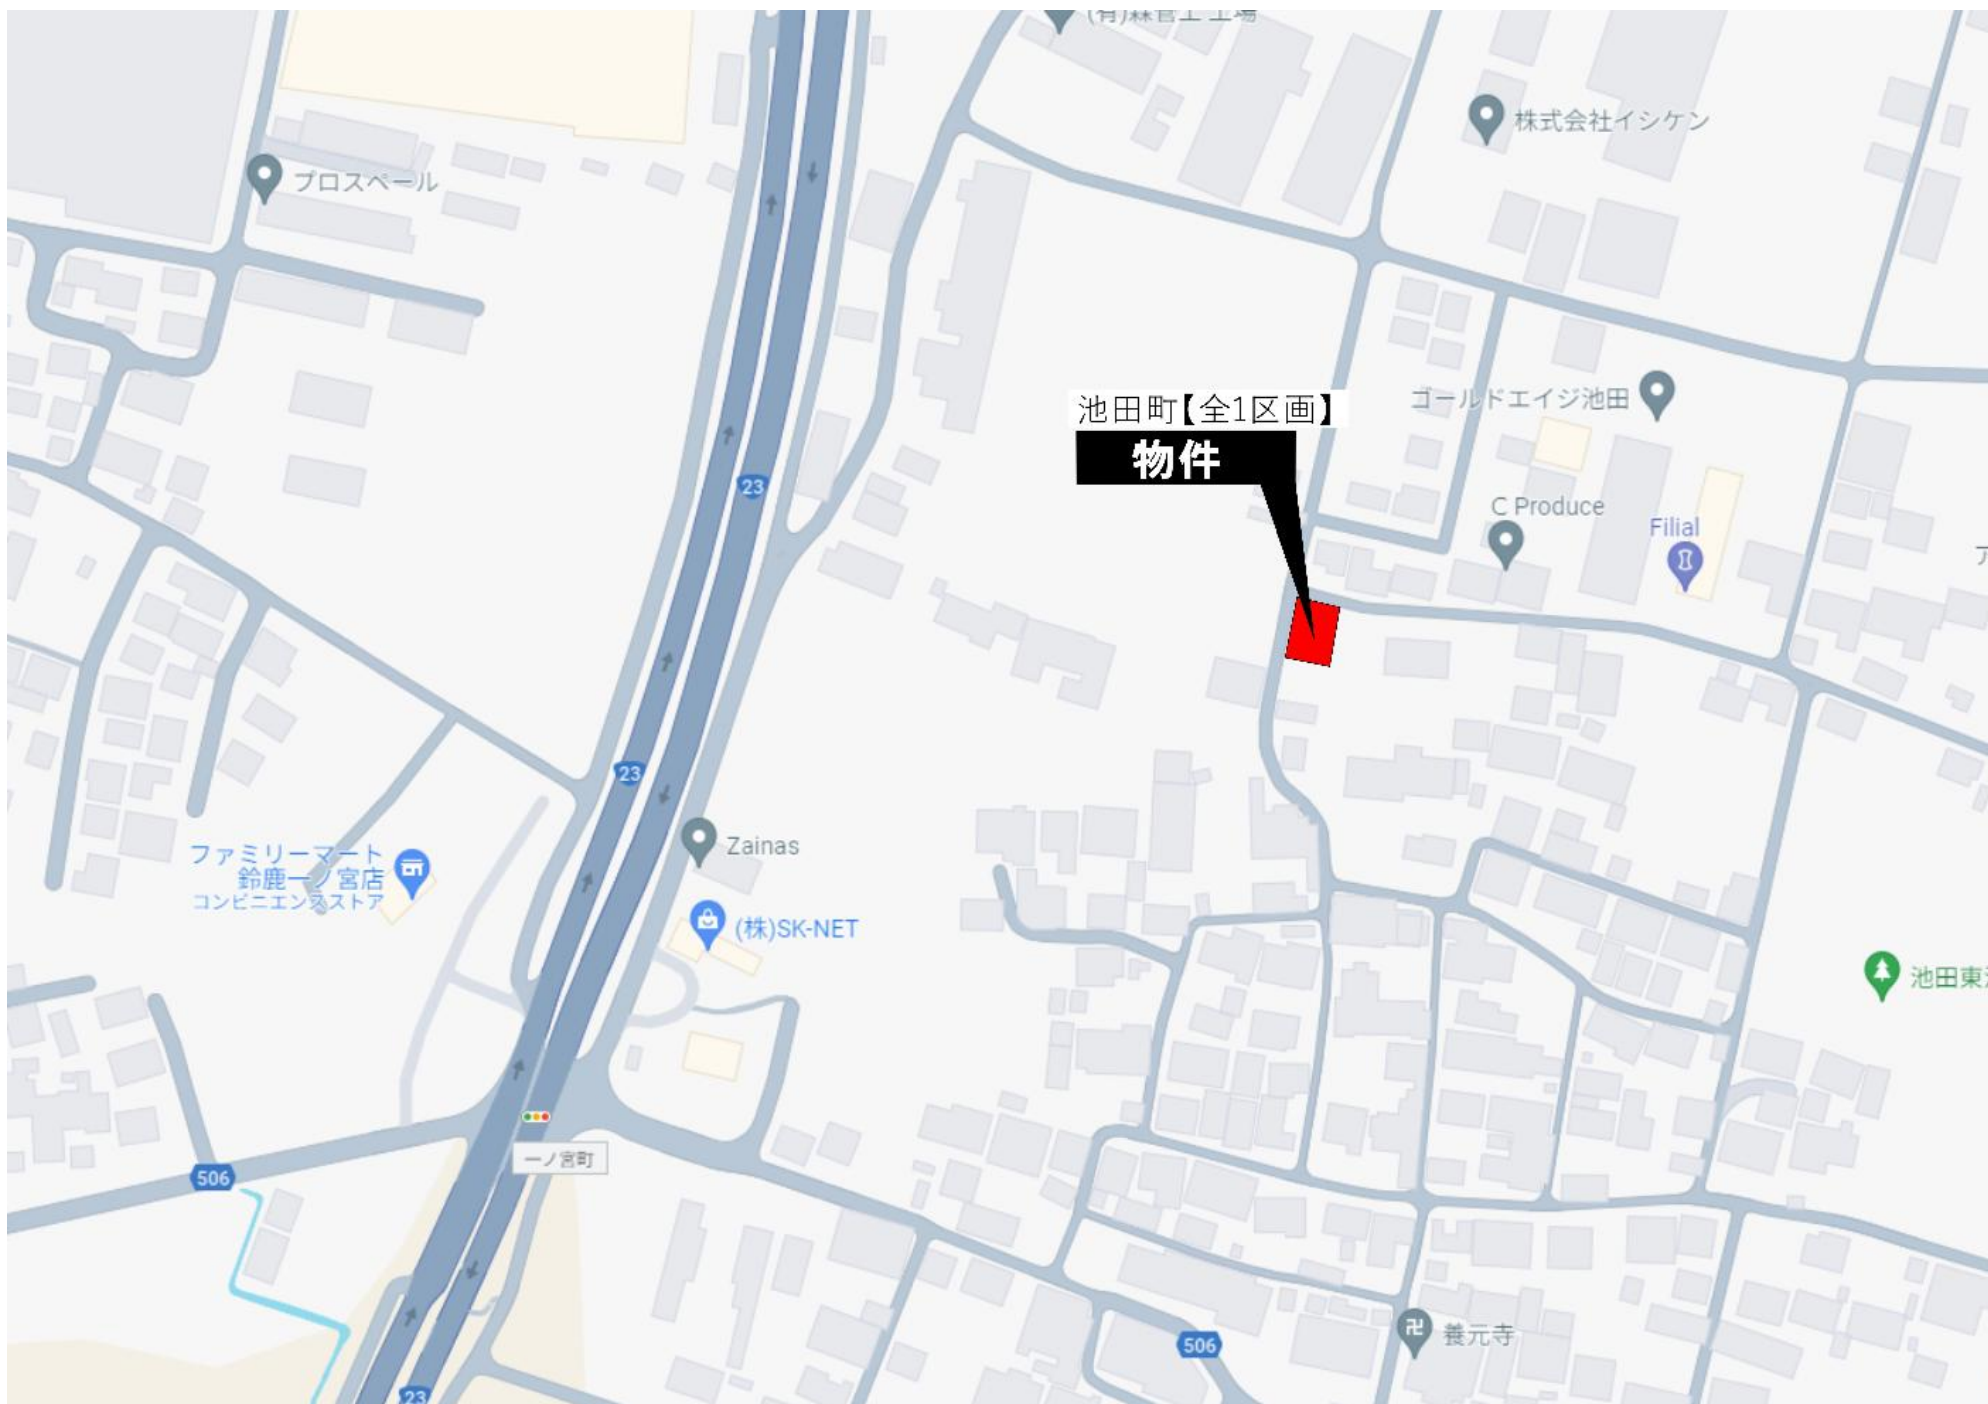 株式会社イシケン
プロスペール
池田町【全1区画】
物件
ゴールドエイジ池田
C Produce
Filial
23
23
Zainas
ファミリーマート
鈴鹿一ノ宮店
コンビニエンスストア
(株)SK-NET
池田東
一ノ宮町
506
養元寺
506
23